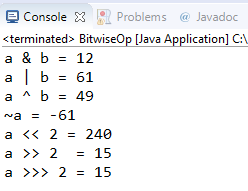 Console Problems @ Javadoc
<terminated> BitwiseOp [Java Application] C:\
a & b = 12
a | b = 61
a ^ b = 49
~a = -61
a << 2 = 240
a >> 2  = 15
a >>> 2 = 15